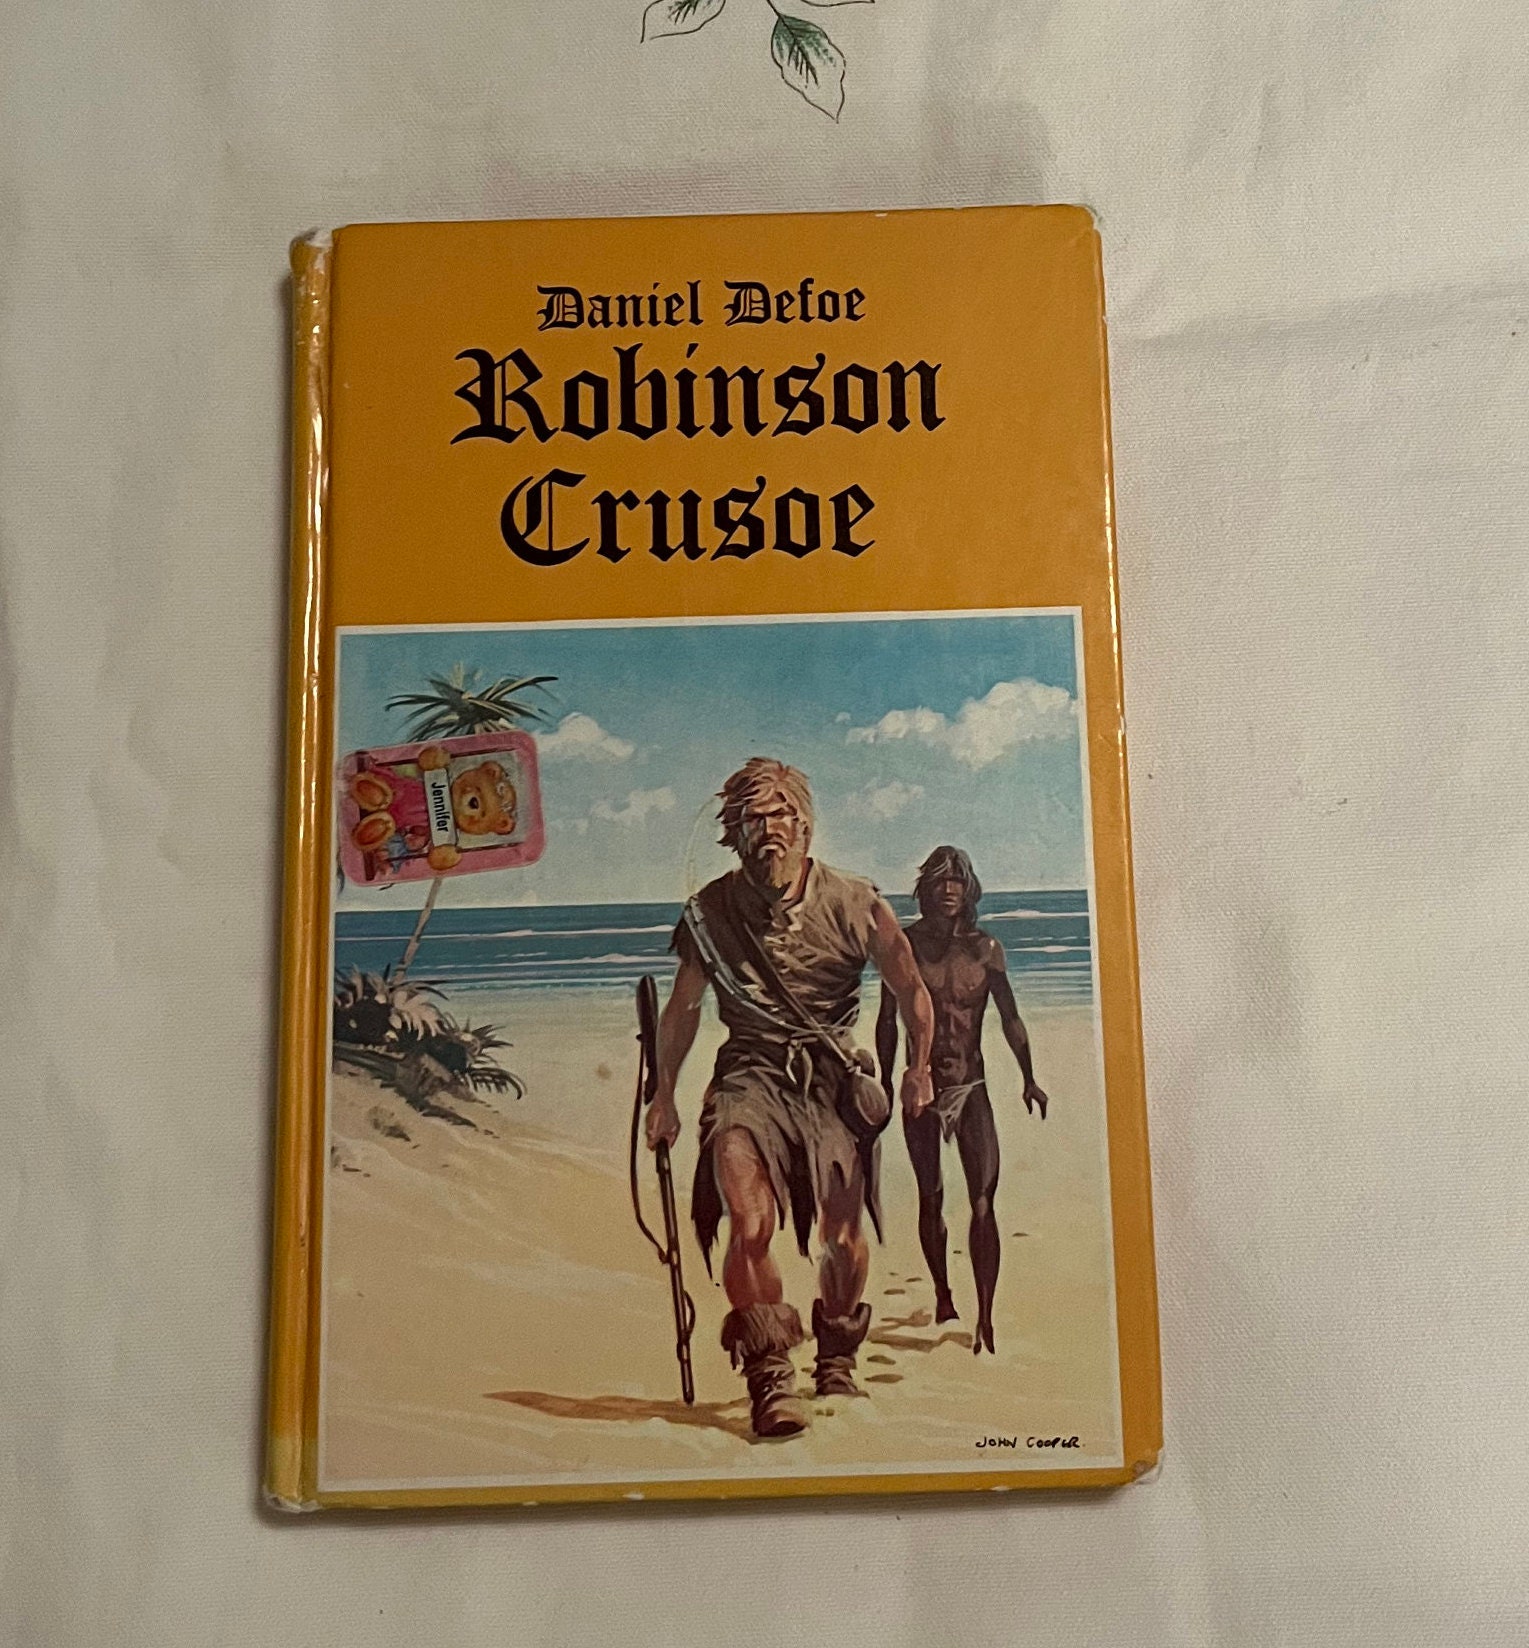 Daniel Defoe
Robinson
Crusoe
Jennifer
JOHN COOPER.